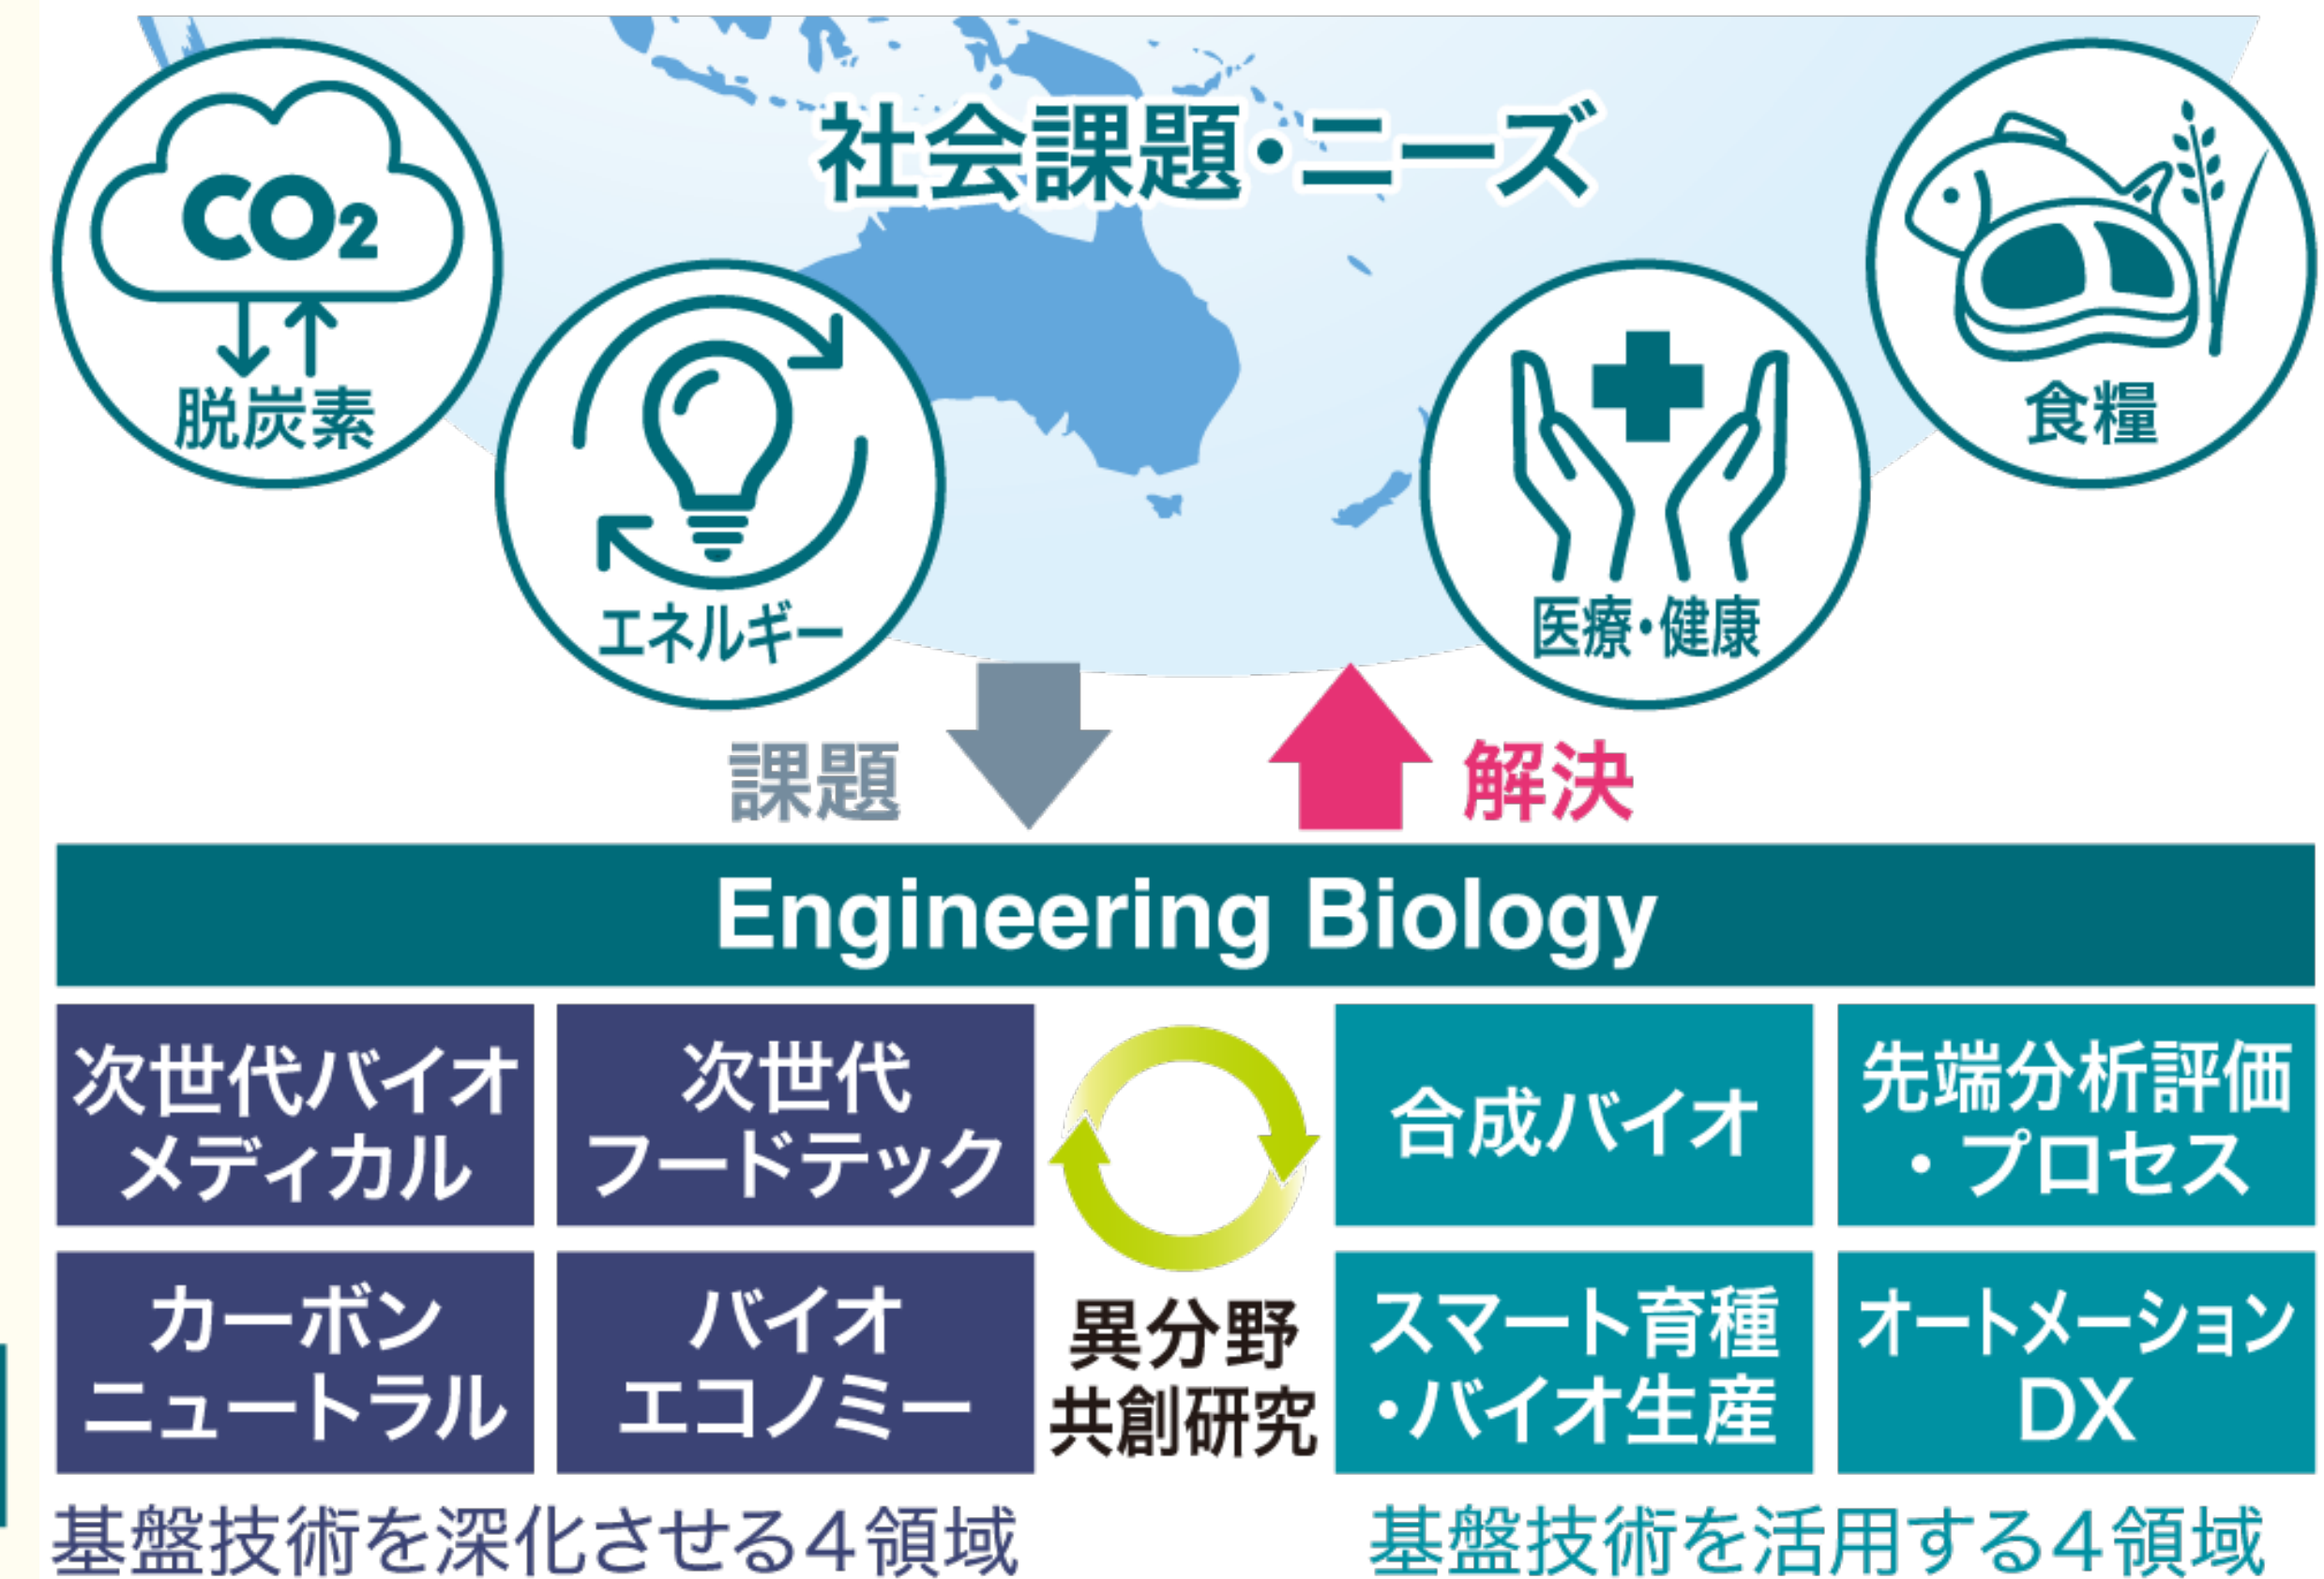 社会課題・ニーズ
CO2
脱炭素
エネルギー
医療・健康
食糧
課題
解決
Engineering Biology
次世代バイオ
メディカル
次世代
フードテック
カーボン
ニュートラル
バイオ
エコノミー
異分野
共創研究
合成バイオ
先端分析評価
・プロセス
スマート育種
・バイオ生産
オートメーション
DX
基盤技術を深化させる4領域
基盤技術を活用する4領域